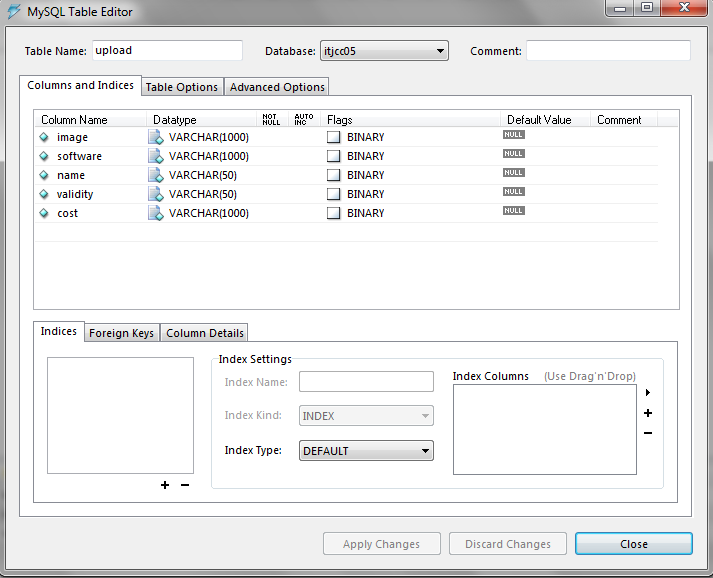 MySQL Table Editor
Table Name: upload Database: itjcc05 Comment:
Columns and Indices Table Options Advanced Options
Column Name Datatype NOT NULL AUTO INC Flags Default Value Comment
image VARCHAR(1000) BINARY NULL
software VARCHAR(1000) BINARY NULL
name VARCHAR(50) BINARY NULL
validity VARCHAR(50) BINARY NULL
cost VARCHAR(1000) BINARY NULL
Indices Foreign Keys Column Details
Index Settings
Index Name: Index Columns (Use Drag'n'Drop)
Index Kind: INDEX
Index Type: DEFAULT
Apply Changes Discard Changes Close